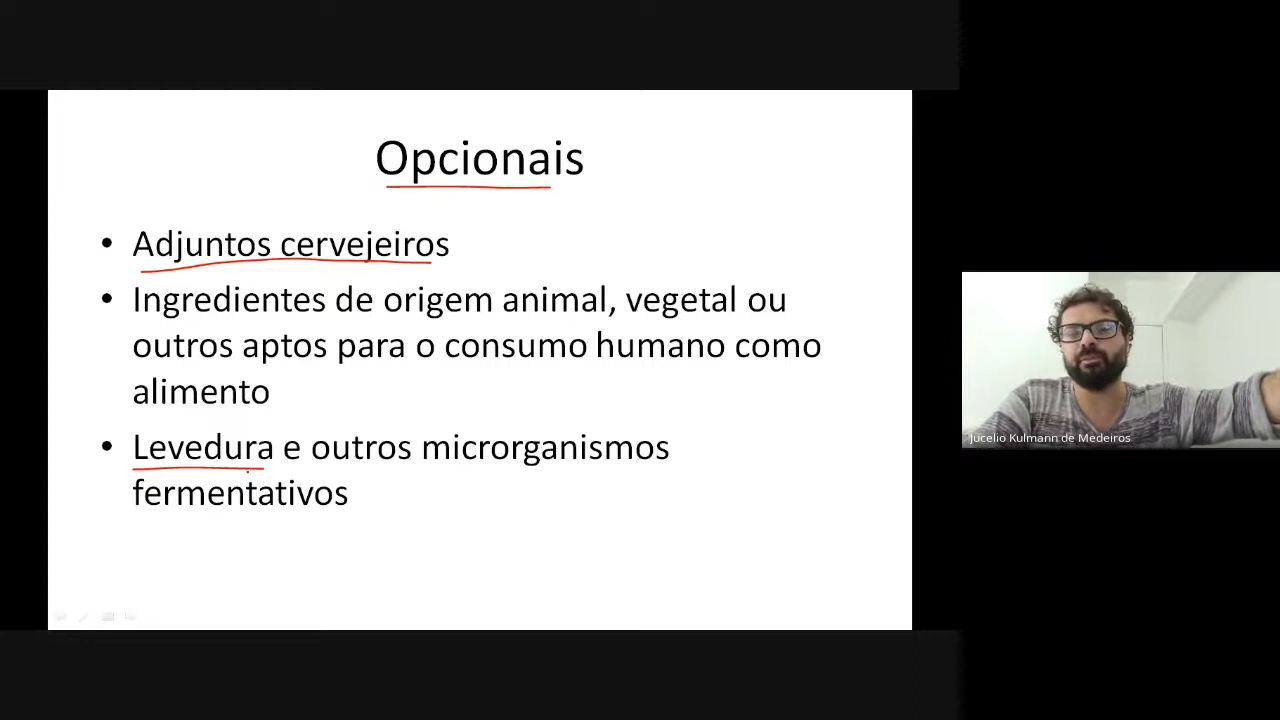 Opcionais
• Adjuntos cervejeiros
• Ingredientes de origem animal, vegetal ou
outros aptos para o consumo humano como
alimento
• Levedura e outros microrganismos
fermentativos
Jucelio Kulmann de Medeiros